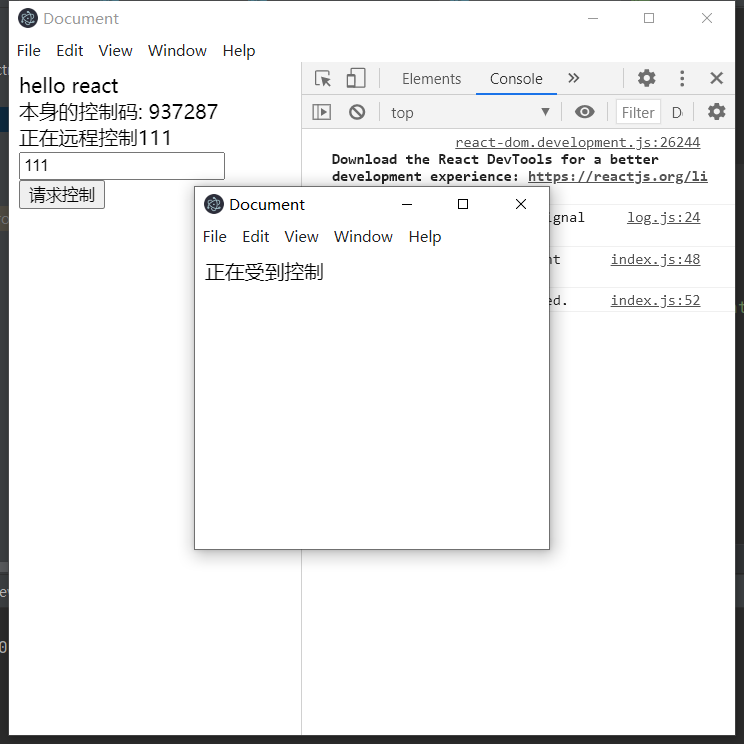 Document
File Edit View Window Help
hello react
本身的控制码: 937287
正在远程控制111
111
请求控制
Elements Console »
top Filter
react-dom.development.js:26244
Download the React DevTools for a better
development experience: https://reactjs.org/li
ignal log.js:24
nt index.js:48
ed. index.js:52
Document
File Edit View Window Help
正在受到控制